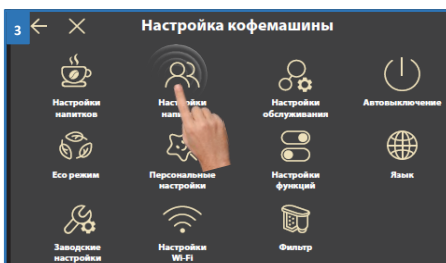 3
Настройка кофемашины
Настройки Настройки Настройки Автовыключение
напитков обслуживания
Eco режим Персональные Настройки Язык
настройки функций
Заводские Настройки Фильтр
настройки Wi-Fi